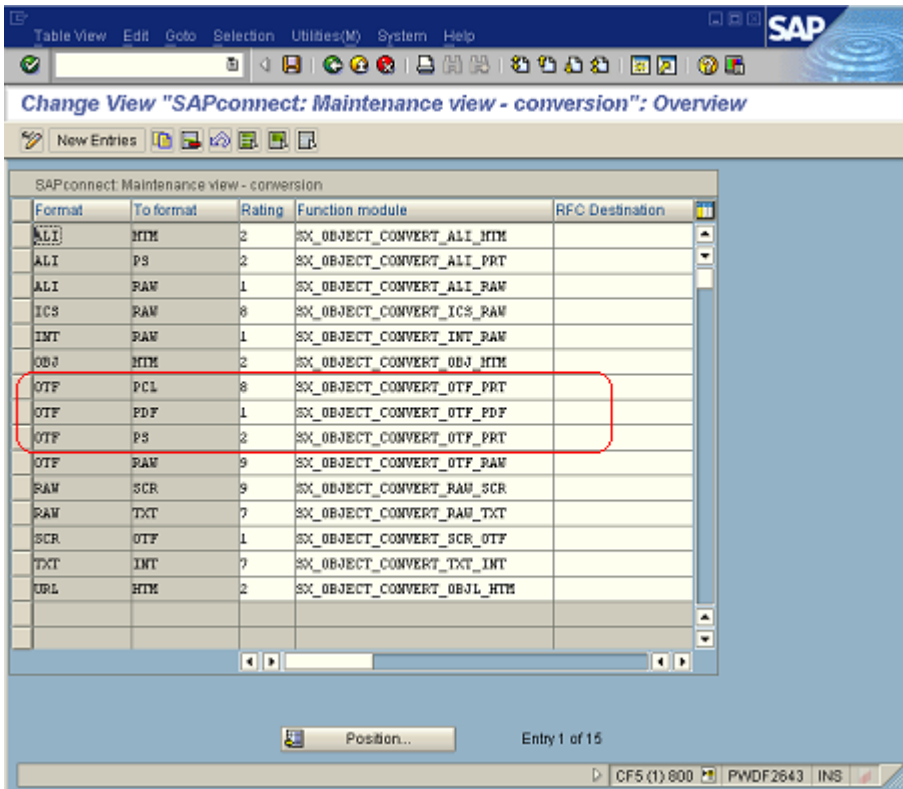 Table View Edit Goto Selection Utilities(M) System Help
SAP
Change View "SAPconnect: Maintenance view - conversion": Overview
New Entries
SAPconnect: Maintenance view - conversion
Format To format Rating Function module RFC Destination
ALI HTM 2 SX_OBJECT_CONVERT_ALI_HTM
ALI PS 2 SX_OBJECT_CONVERT_ALI_PRT
ALI RAW 1 SX_OBJECT_CONVERT_ALI_RAW
ICS RAW 8 SX_OBJECT_CONVERT_ICS_RAW
INT RAW 1 SX_OBJECT_CONVERT_INT_RAW
OBJ HTM 2 SX_OBJECT_CONVERT_OBJ_HTM
OTF PCL 8 SX_OBJECT_CONVERT_OTF_PRT
OTF PDF 1 SX_OBJECT_CONVERT_OTF_PDF
OTF PS 2 SX_OBJECT_CONVERT_OTF_PRT
OTF RAW 9 SX_OBJECT_CONVERT_OTF_RAW
RAW SCR 9 SX_OBJECT_CONVERT_RAW_SCR
RAW TXT 7 SX_OBJECT_CONVERT_RAW_TXT
SCR OTF 1 SX_OBJECT_CONVERT_SCR_OTF
TXT INT 7 SX_OBJECT_CONVERT_TXT_INT
URL HTM 2 SX_OBJECT_CONVERT_OBJL_HTM
Position... Entry 1 of 15
CF5 (1) 800 PWDF2643 INS